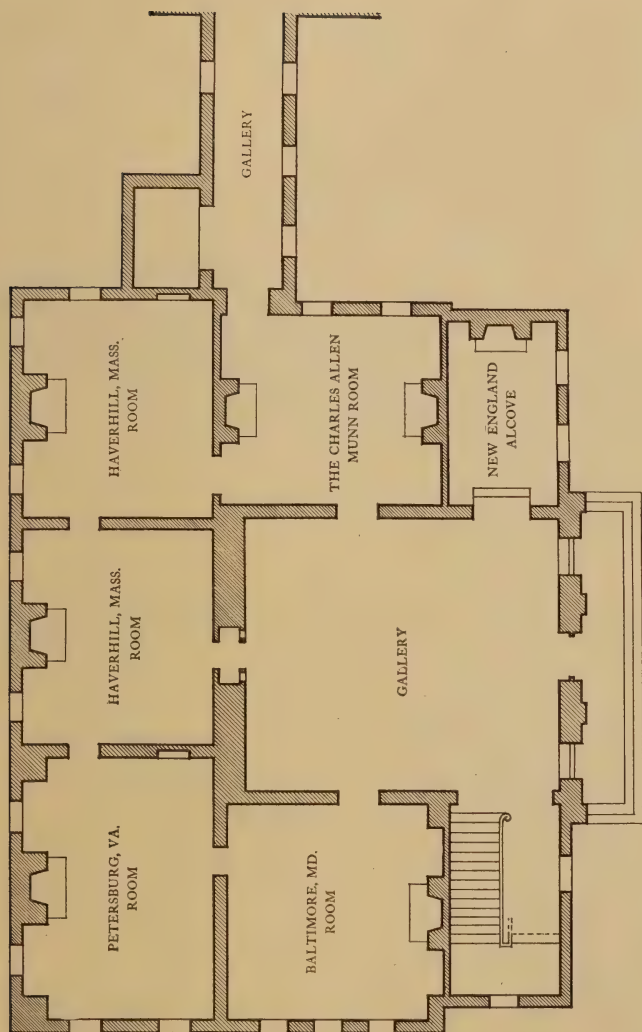 GALLERY
HAVERHILL, MASS.
ROOM
THE CHARLES ALLEN
MUNN ROOM
NEW ENGLAND
ALCOVE
HAVERHILL, MASS.
ROOM
GALLERY
PETERSBURG, VA.
ROOM
BALTIMORE, MD.
ROOM